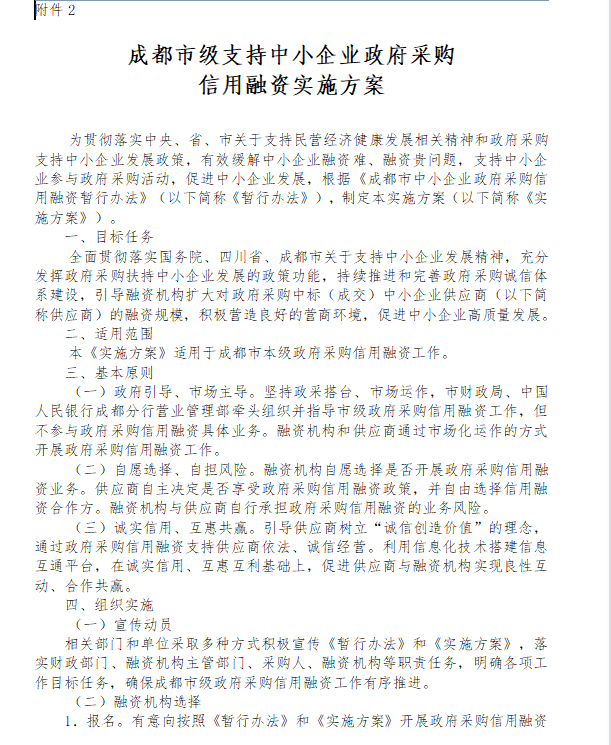 附件 2
成都市级支持中小企业政府采购
信用融资实施方案
为贯彻落实中央、省、市关于支持民营经济健康发展相关精神和政府采购
支持中小企业发展政策，有效缓解中小企业融资难、融资贵问题，支持中小企
业参与政府采购活动，促进中小企业发展，根据《成都市中小企业政府采购信
用融资暂行办法》（以下简称《暂行办法》），制定本实施方案（以下简称《实
施方案》）。
一、目标任务
全面贯彻落实国务院、四川省、成都市关于支持中小企业发展精神，充分
发挥政府采购扶持中小企业发展的政策功能，持续推进和完善政府采购诚信体
系建设，引导融资机构扩大对政府采购中标（成交）中小企业供应商（以下简
称供应商）的融资规模，积极营造良好的营商环境，促进中小企业高质量发展。
二、适用范围
本《实施方案》适用于成都市本级政府采购信用融资工作。
三、基本原则
（一）政府引导、市场主导。坚持政采搭台、市场运作，市财政局、中国
人民银行成都分行营业管理部牵头组织并指导市级政府采购信用融资工作，但
不参与政府采购信用融资具体业务。融资机构和供应商通过市场化运作的方式
开展政府采购信用融资工作。
（二）自愿选择、自担风险。融资机构自愿选择是否开展政府采购信用融
资业务。供应商自主决定是否享受政府采购信用融资政策，并自由选择信用融
资合作方。融资机构与供应商自行承担政府采购信用融资的业务风险。
（三）诚实信用、互惠共赢。引导供应商树立“诚信创造价值”的理念，
通过政府采购信用融资支持供应商依法、诚信经营。利用信息化技术搭建信息
互通平台，在诚实信用、互惠互利基础上，促进供应商与融资机构实现良性互
动、合作共赢。
四、组织实施
（一）宣传动员
相关部门和单位采取多种方式积极宣传《暂行办法》和《实施方案》，落
实财政部门、融资机构主管部门、采购人、融资机构等职责任务，明确各项工
作目标任务，确保成都市级政府采购信用融资工作有序推进。
（二）融资机构选择
1．报名。有意向按照《暂行办法》和《实施方案》开展政府采购信用融资